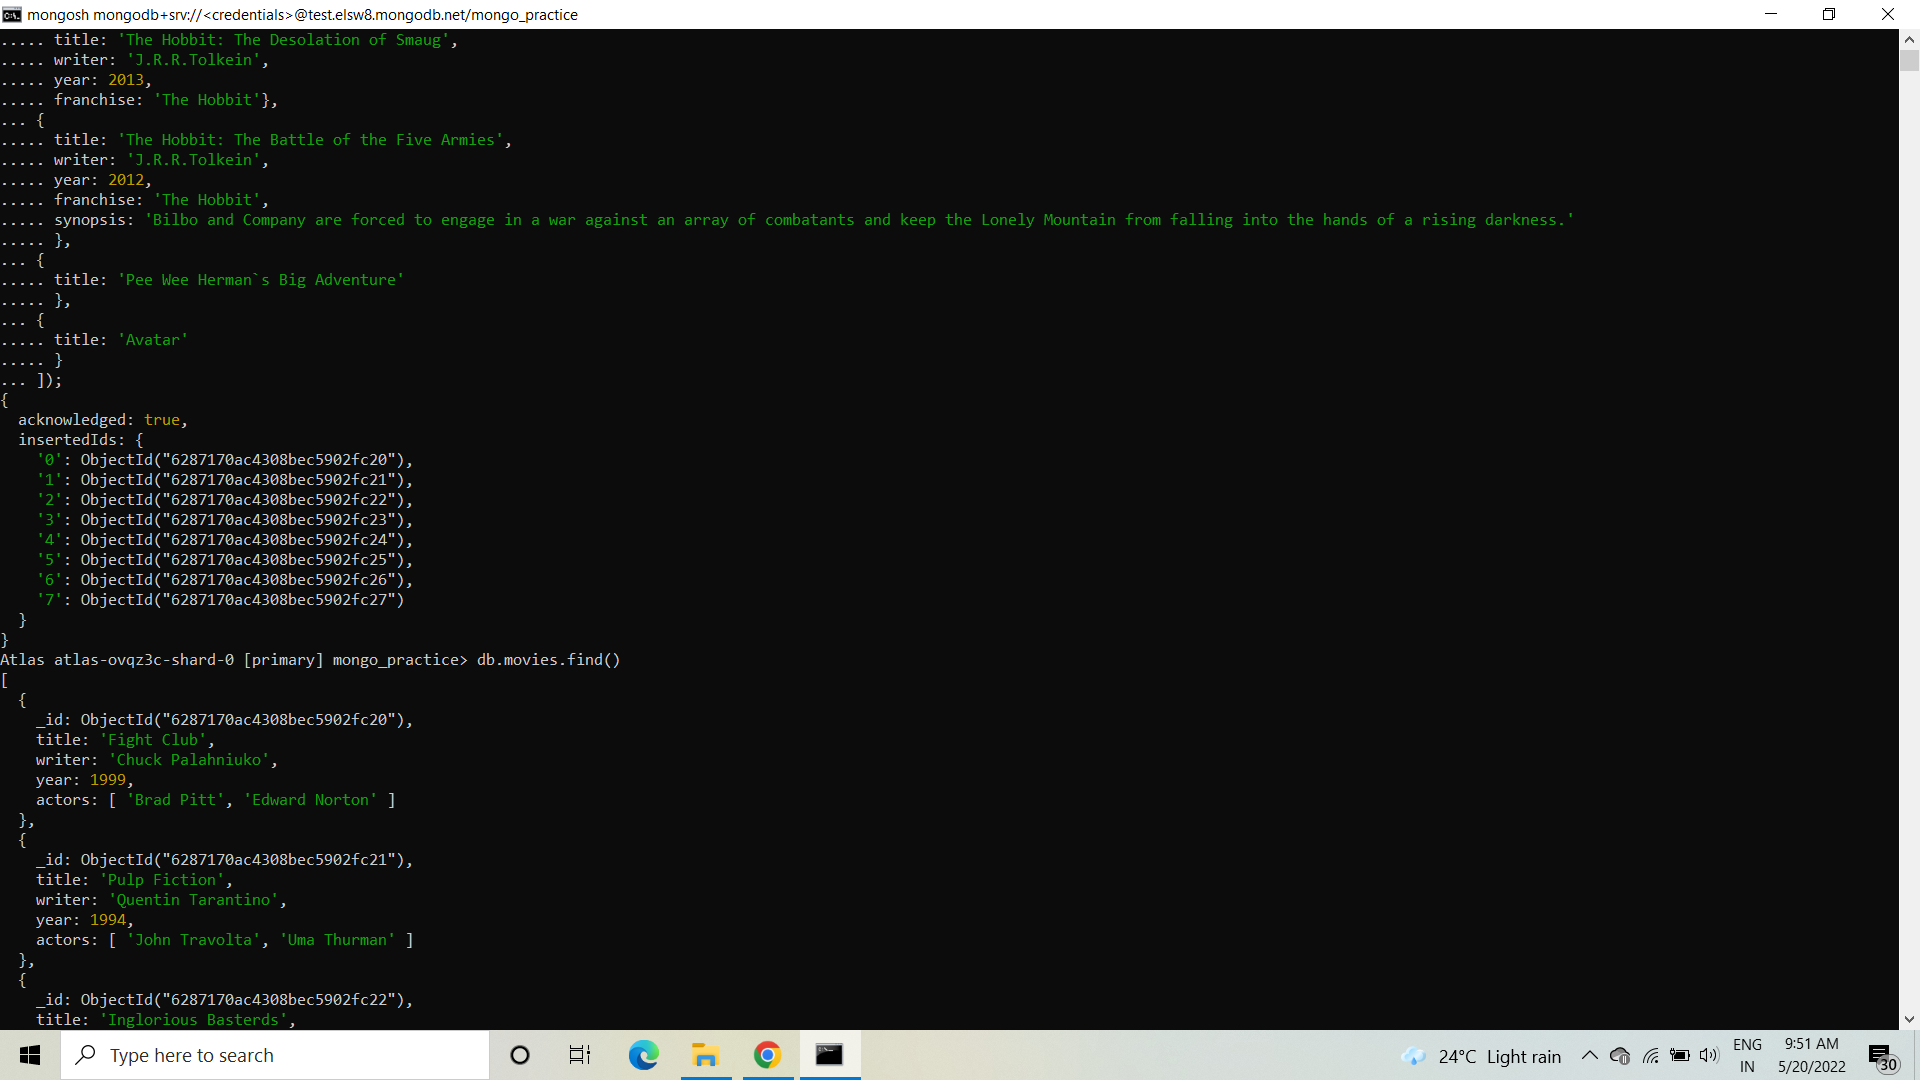 mongosh mongodb+srv://<credentials>@test.elsw8.mongodb.net/mongo_practice
..... title: 'The Hobbit: The Desolation of Smaug',
..... writer: 'J.R.R.Tolkein',
..... year: 2013,
..... franchise: 'The Hobbit'},
... {
..... title: 'The Hobbit: The Battle of the Five Armies',
..... writer: 'J.R.R.Tolkein',
..... year: 2012,
..... franchise: 'The Hobbit',
..... synopsis: 'Bilbo and Company are forced to engage in a war against an array of combatants and keep the Lonely Mountain from falling into the hands of a rising darkness.'
..... },
... {
..... title: 'Pee Wee Herman`s Big Adventure'
..... },
... {
..... title: 'Avatar'
..... }
... ]);
{
  acknowledged: true,
  insertedIds: {
    '0': ObjectId("6287170ac4308bec5902fc20"),
    '1': ObjectId("6287170ac4308bec5902fc21"),
    '2': ObjectId("6287170ac4308bec5902fc22"),
    '3': ObjectId("6287170ac4308bec5902fc23"),
    '4': ObjectId("6287170ac4308bec5902fc24"),
    '5': ObjectId("6287170ac4308bec5902fc25"),
    '6': ObjectId("6287170ac4308bec5902fc26"),
    '7': ObjectId("6287170ac4308bec5902fc27")
  }
}
Atlas atlas-ovqz3c-shard-0 [primary] mongo_practice> db.movies.find()
[
  {
    _id: ObjectId("6287170ac4308bec5902fc20"),
    title: 'Fight Club',
    writer: 'Chuck Palahniuko',
    year: 1999,
    actors: [ 'Brad Pitt', 'Edward Norton' ]
  },
  {
    _id: ObjectId("6287170ac4308bec5902fc21"),
    title: 'Pulp Fiction',
    writer: 'Quentin Tarantino',
    year: 1994,
    actors: [ 'John Travolta', 'Uma Thurman' ]
  },
  {
    _id: ObjectId("6287170ac4308bec5902fc22"),
    title: 'Inglorious Basterds',
Type here to search
24°C Light rain
ENG
IN
9:51 AM
5/20/2022
30